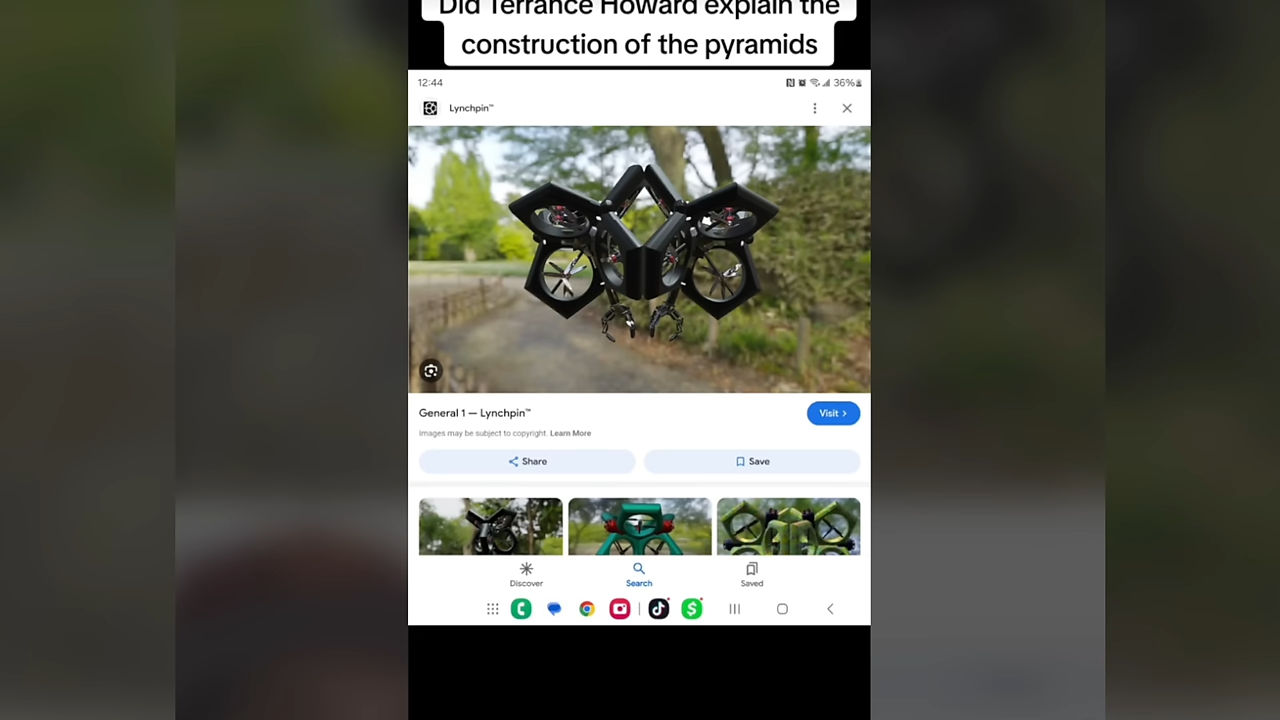 Did Terrance Howard explain the
construction of the pyramids
12:44
36%
Lynchpin™
General 1 — Lynchpin™
Visit >
Images may be subject to copyright. Learn More
Share
Save
Discover
Search
Saved